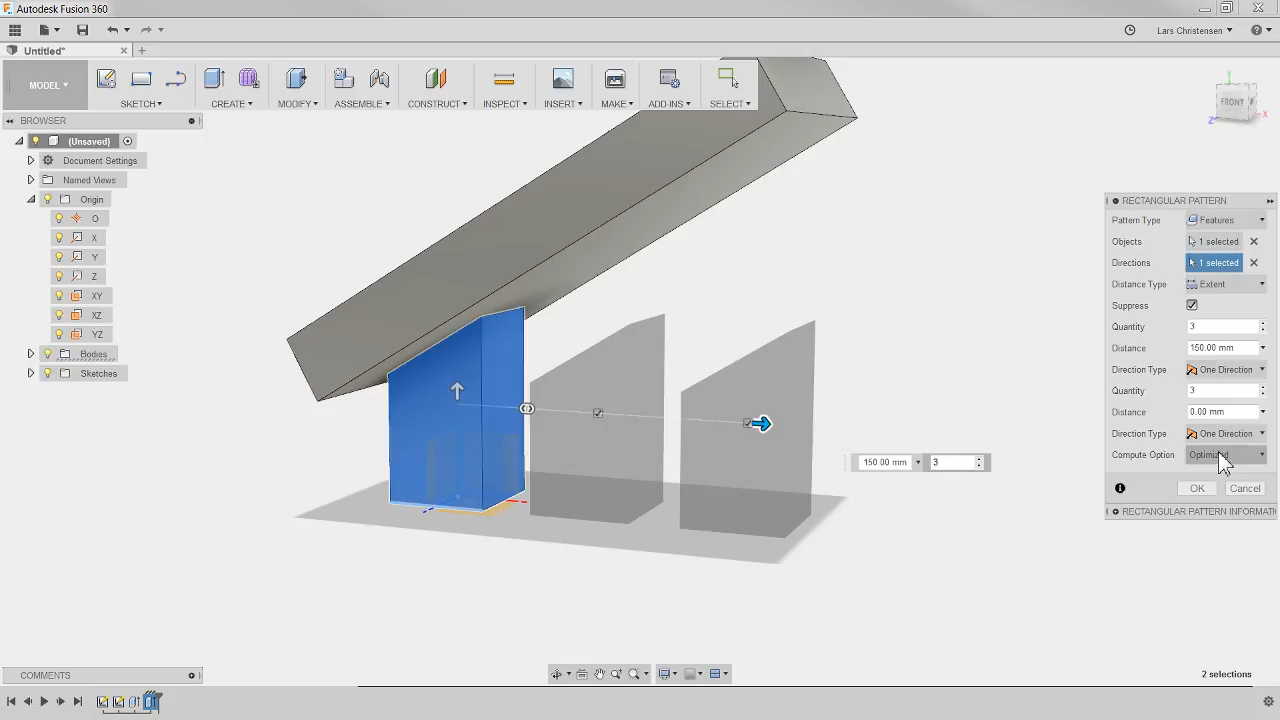 Autodesk Fusion 360
Lars Christensen
Untitled*
MODEL
SKETCH
CREATE
MODIFY
ASSEMBLE
CONSTRUCT
INSPECT
INSERT
MAKE
ADD-INS
SELECT
BROWSER
(Unsaved)
Document Settings
Named Views
Origin
O
X
Y
Z
XY
XZ
YZ
Bodies
Sketches
FRONT
Y
X
Z
RECTANGULAR PATTERN
Pattern Type Features
Objects 1 selected
Directions 1 selected
Distance Type Extent
Suppress
Quantity 3
Distance 150.00 mm
Direction Type One Direction
Quantity 3
Distance 0.00 mm
Direction Type One Direction
Compute Option Optimized
OK Cancel
RECTANGULAR PATTERN INFORMATI
150.00 mm 3
COMMENTS
2 selections